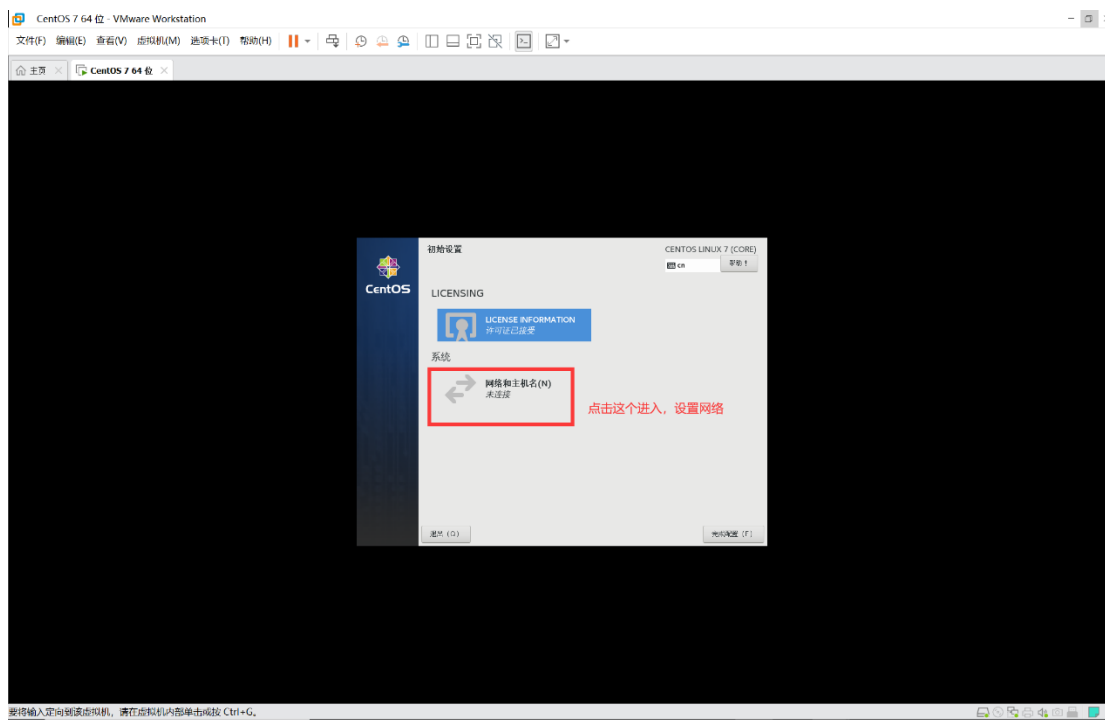 CentOS 7 64 位 - VMware Workstation
文件(F) 编辑(E) 查看(V) 虚拟机(M) 选项卡(T) 帮助(H)
主页 CentOS 7 64 位
初始设置 CENTOS LINUX 7 (CORE)
cn 帮助！
CentOS
LICENSING
LICENSE INFORMATION
许可证已接受
系统
网络和主机名(N)
未连接
点击这个进入，设置网络
退出 (Q) 完成配置 (F)
要将输入定向到该虚拟机，请在虚拟机内部单击或按 Ctrl+G。